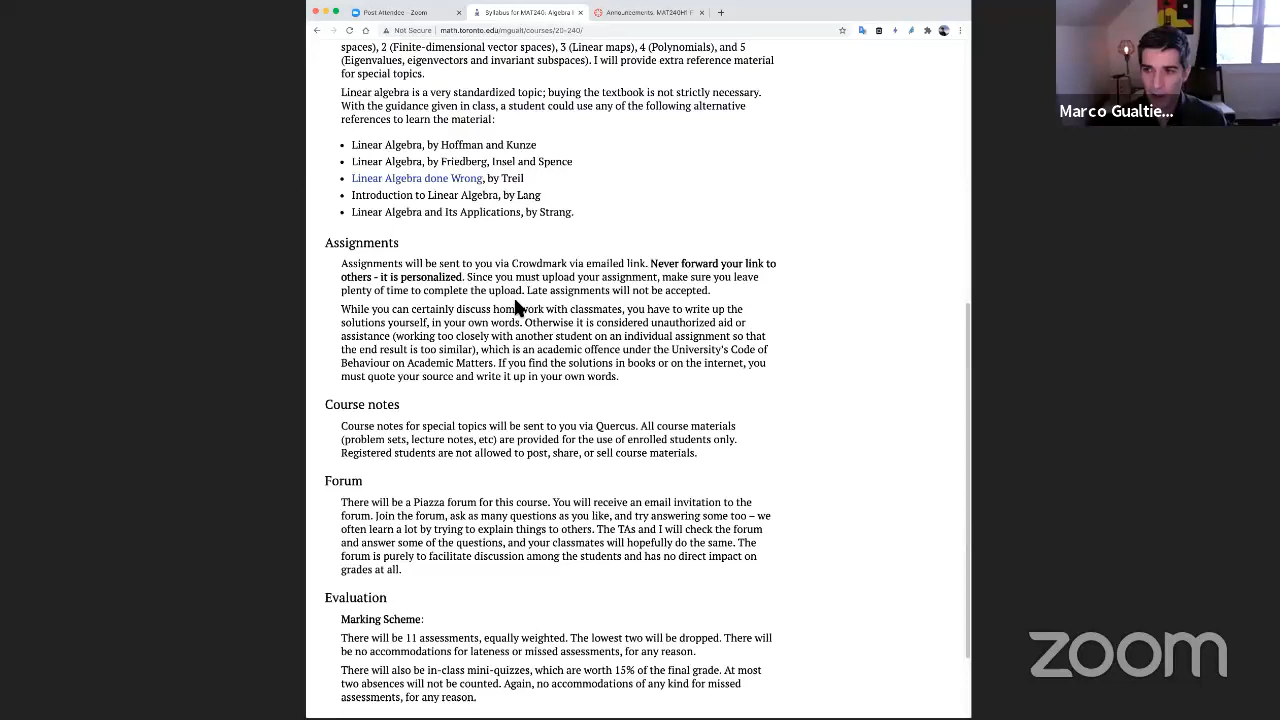 Post Attendee - Zoom
Syllabus for MAT240: Algebra I
Announcements: MAT240H1 F
Not Secure
math.toronto.edu/mgualt/courses/20-240/
spaces), 2 (Finite-dimensional vector spaces), 3 (Linear maps), 4 (Polynomials), and 5
(Eigenvalues, eigenvectors and invariant subspaces). I will provide extra reference material
for special topics.
Linear algebra is a very standardized topic; buying the textbook is not strictly necessary.
With the guidance given in class, a student could use any of the following alternative
references to learn the material:
• Linear Algebra, by Hoffman and Kunze
• Linear Algebra, by Friedberg, Insel and Spence
• Linear Algebra done Wrong, by Treil
• Introduction to Linear Algebra, by Lang
• Linear Algebra and Its Applications, by Strang.
Assignments
Assignments will be sent to you via Crowdmark via emailed link. Never forward your link to
others - it is personalized. Since you must upload your assignment, make sure you leave
plenty of time to complete the upload. Late assignments will not be accepted.
While you can certainly discuss homework with classmates, you have to write up the
solutions yourself, in your own words. Otherwise it is considered unauthorized aid or
assistance (working too closely with another student on an individual assignment so that
the end result is too similar), which is an academic offence under the University's Code of
Behaviour on Academic Matters. If you find the solutions in books or on the internet, you
must quote your source and write it up in your own words.
Course notes
Course notes for special topics will be sent to you via Quercus. All course materials
(problem sets, lecture notes, etc) are provided for the use of enrolled students only.
Registered students are not allowed to post, share, or sell course materials.
Forum
There will be a Piazza forum for this course. You will receive an email invitation to the
forum. Join the forum, ask as many questions as you like, and try answering some too – we
often learn a lot by trying to explain things to others. The TAs and I will check the forum
and answer some of the questions, and your classmates will hopefully do the same. The
forum is purely to facilitate discussion among the students and has no direct impact on
grades at all.
Evaluation
Marking Scheme:
There will be 11 assessments, equally weighted. The lowest two will be dropped. There will
be no accommodations for lateness or missed assessments, for any reason.
There will also be in-class mini-quizzes, which are worth 15% of the final grade. At most
two absences will not be counted. Again, no accommodations of any kind for missed
assessments, for any reason.
Marco Gualtie...
zoom